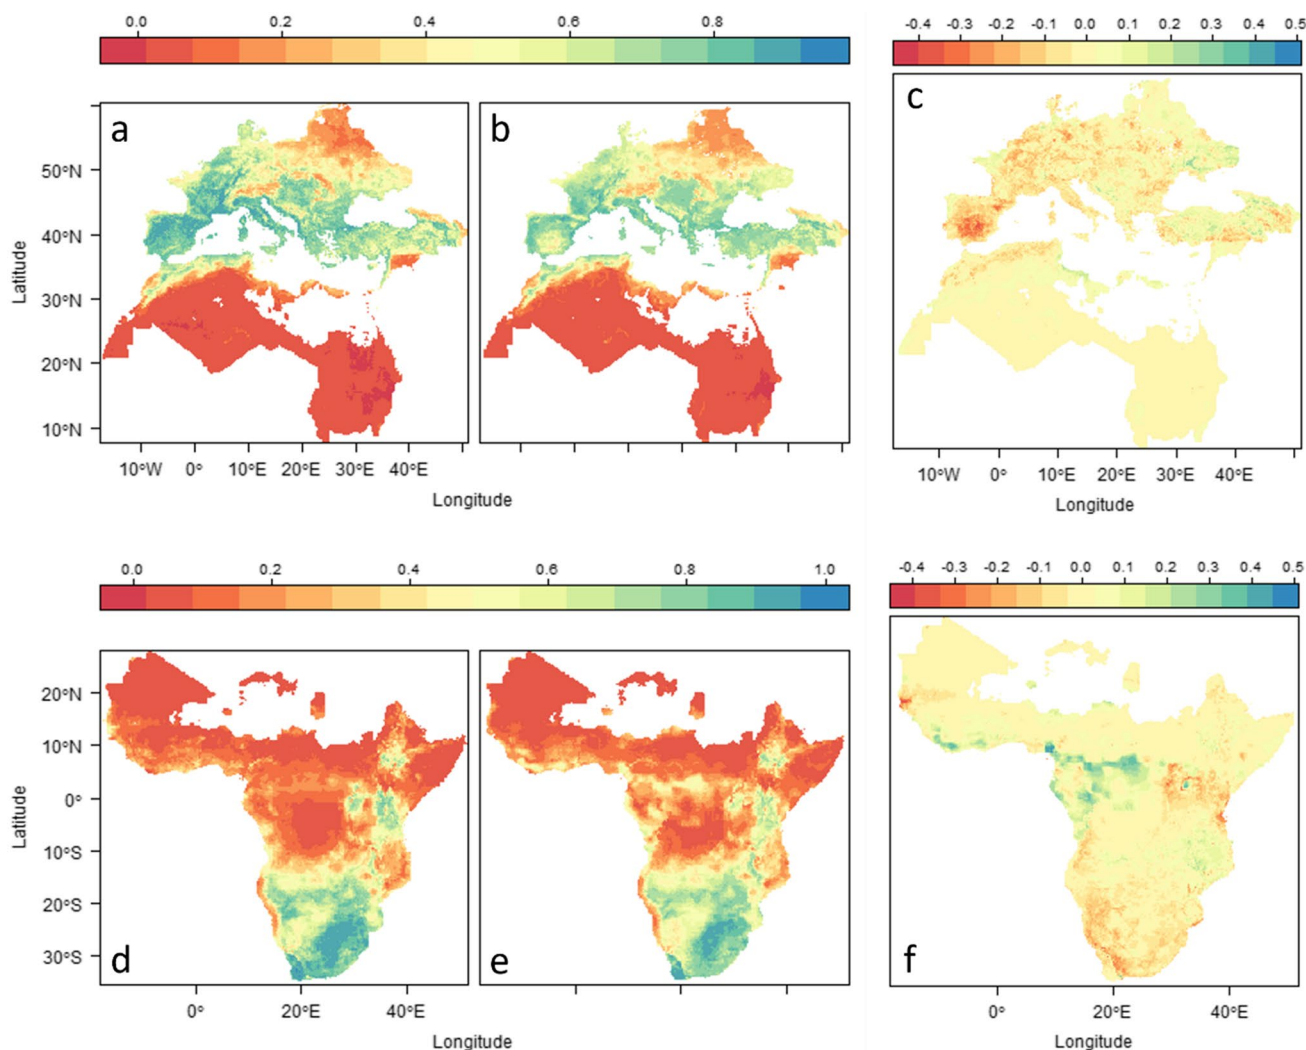 0.0 0.2 0.4 0.6 0.8
-0.4 -0.3 -0.2 -0.1 0.0 0.1 0.2 0.3 0.4 0.5
a
b
c
Latitude
50°N
40°N
30°N
20°N
10°N
10°W 0° 10°E 20°E 30°E 40°E
Longitude
10°W 0° 10°E 20°E 30°E 40°E
Longitude
0.0 0.2 0.4 0.6 0.8 1.0
-0.4 -0.3 -0.2 -0.1 0.0 0.1 0.2 0.3 0.4 0.5
Latitude
20°N
10°N
0°
10°S
20°S
30°S
d
e
f
0° 20°E 40°E
Longitude
0° 20°E 40°E
Longitude